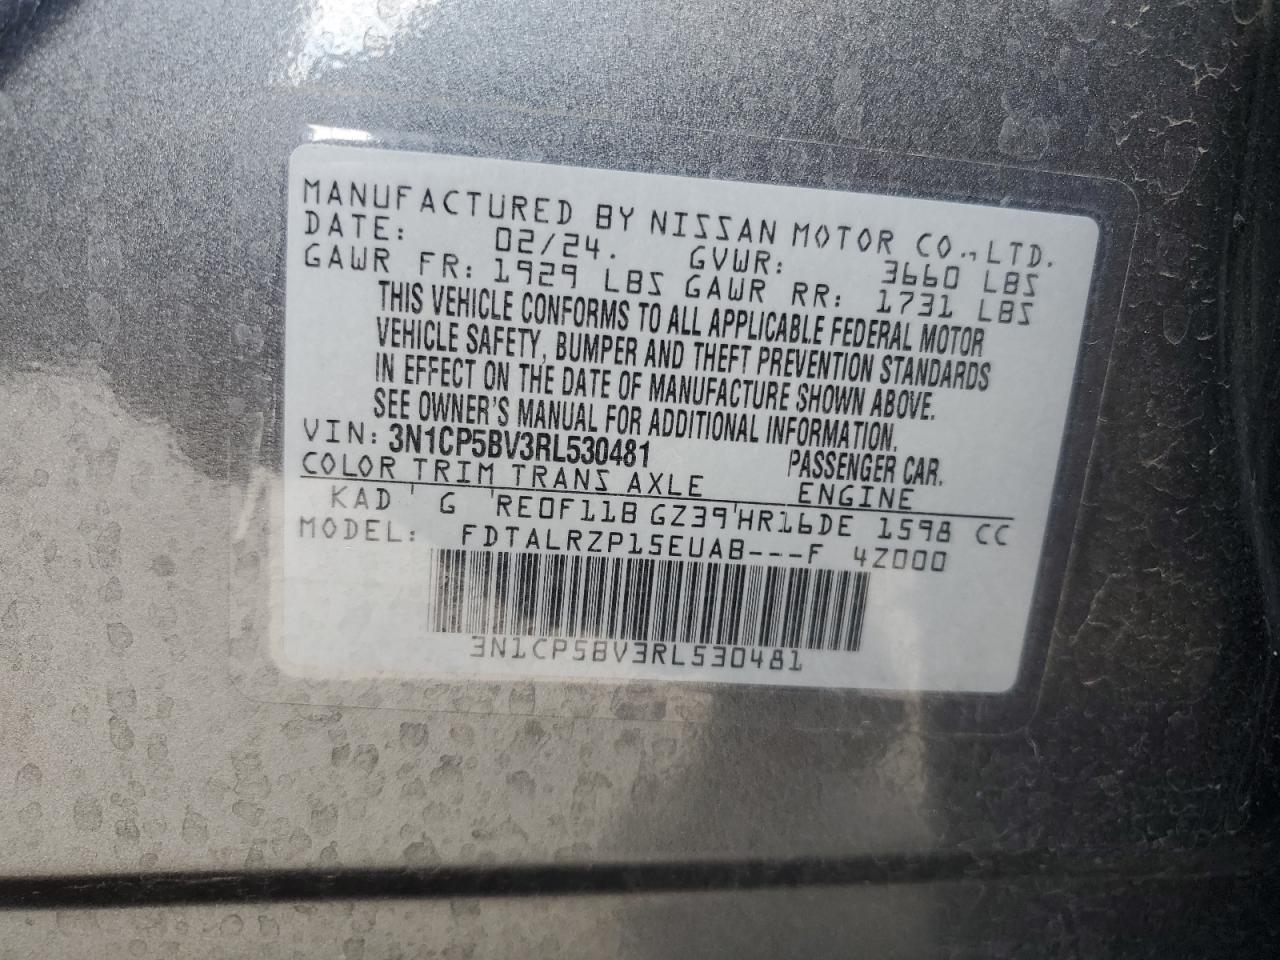 MANUFACTURED BY NISSAN MOTOR CO.,LTD.
DATE: 02/24. GVWR: 3660 LBS
GAWR FR: 1929 LBS GAWR RR: 1731 LBS
THIS VEHICLE CONFORMS TO ALL APPLICABLE FEDERAL MOTOR
VEHICLE SAFETY, BUMPER AND THEFT PREVENTION STANDARDS
IN EFFECT ON THE DATE OF MANUFACTURE SHOWN ABOVE.
SEE OWNER'S MANUAL FOR ADDITIONAL INFORMATION.
VIN: 3N1CP5BV3RL530481 PASSENGER CAR.
COLOR TRIM TRANS AXLE ENGINE
KAD ' G 'RE0F11B GZ39'HR16DE 1598 CC
MODEL: FDTALRZP15EUAB---F 4Z000
3N1CP5BV3RL530481